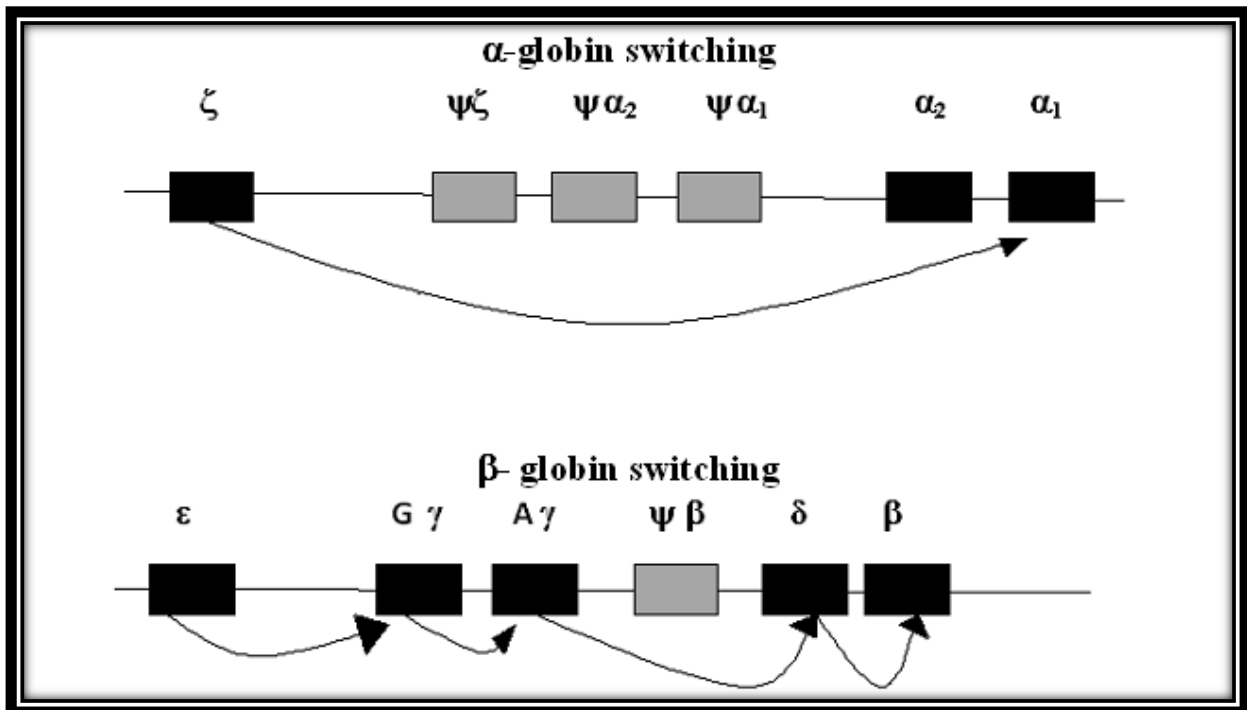 α-globin switching
ζ ψζ ψα₂ ψα₁ α₂ α₁
β- globin switching
ε G γ A γ ψ β δ β